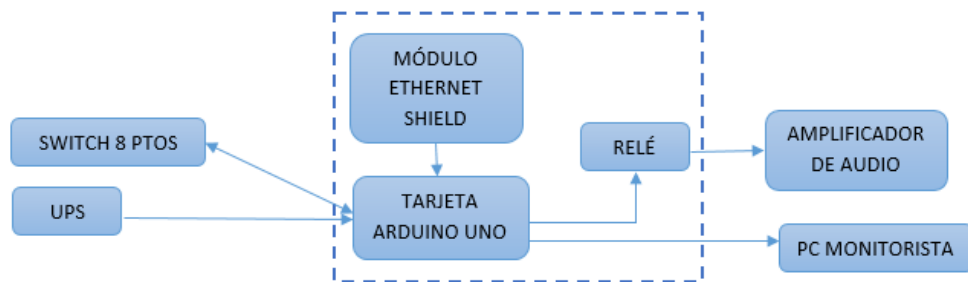 MÓDULO
ETHERNET
SHIELD
SWITCH 8 PTOS
RELÉ
AMPLIFICADOR
DE AUDIO
UPS
TARJETA
ARDUINO UNO
PC MONITORISTA